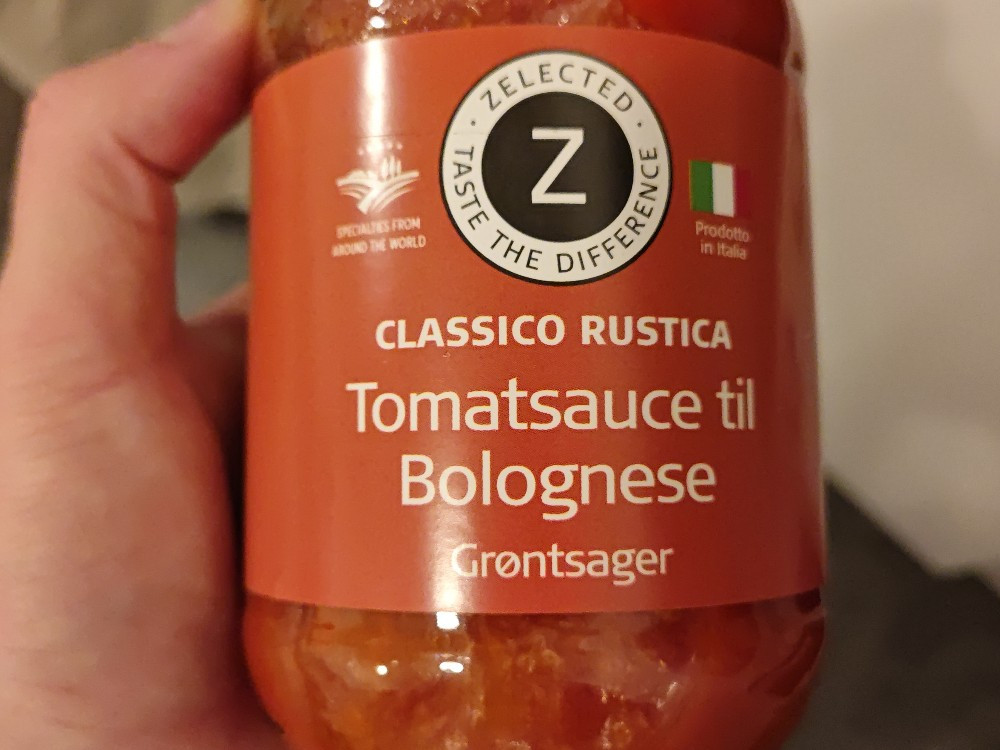 ZELECTED
· TASTE THE DIFFERENCE ·
Z
SPECIALTIES FROM
AROUND THE WORLD
Prodotto
in Italia
CLASSICO RUSTICA
Tomatsauce til
Bolognese
Grøntsager